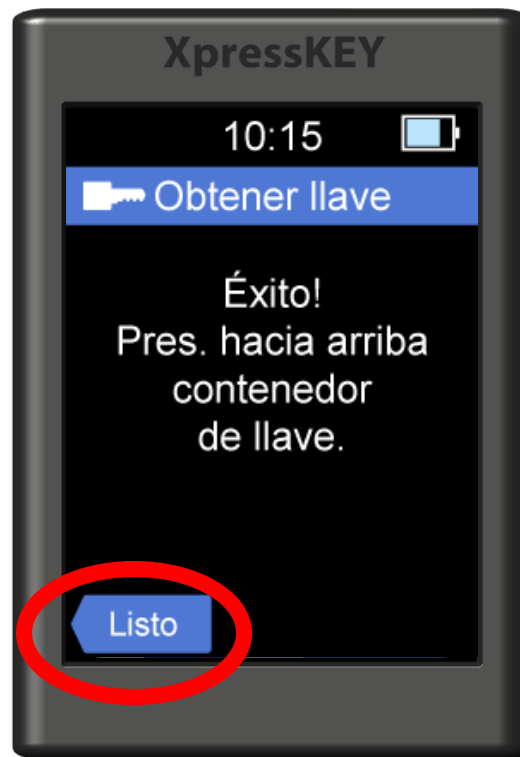 XpressKEY
10:15
Obtener llave
Éxito!
Pres. hacia arriba
contenedor
de llave.
Listo